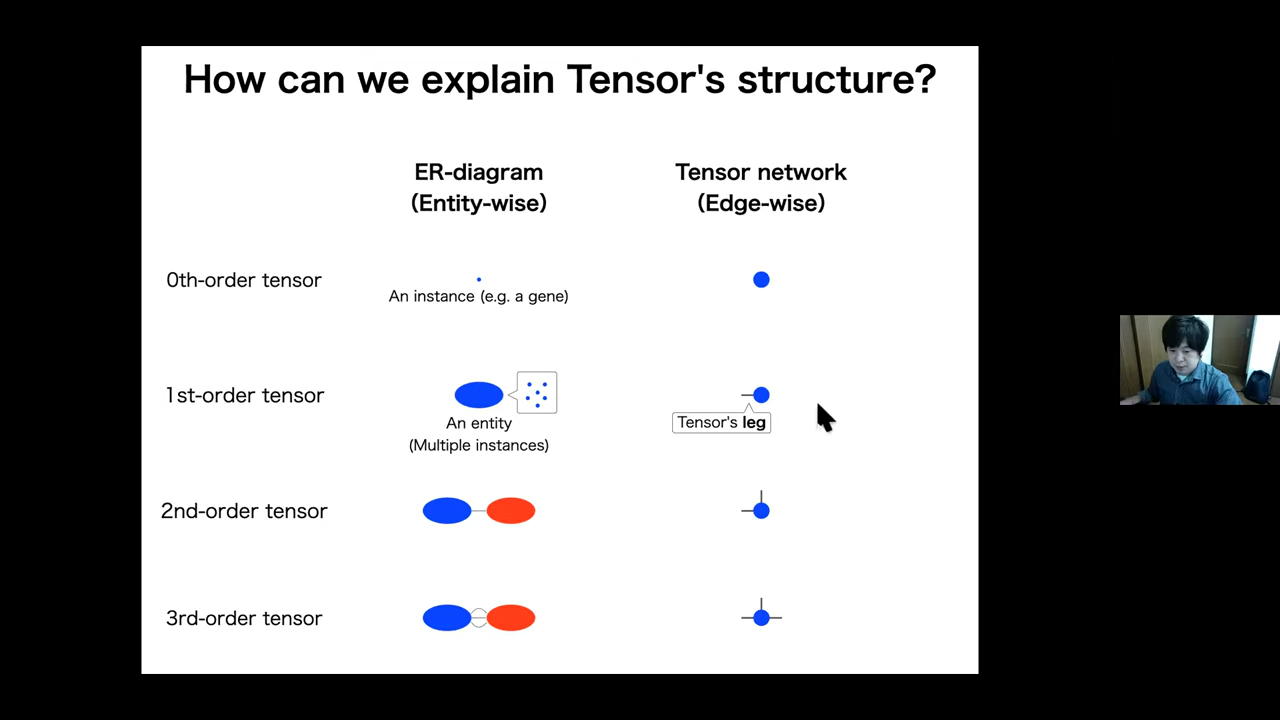 How can we explain Tensor's structure?
ER-diagram
(Entity-wise)
Tensor network
(Edge-wise)
0th-order tensor
An instance (e.g. a gene)
1st-order tensor
An entity
(Multiple instances)
Tensor's leg
2nd-order tensor
3rd-order tensor